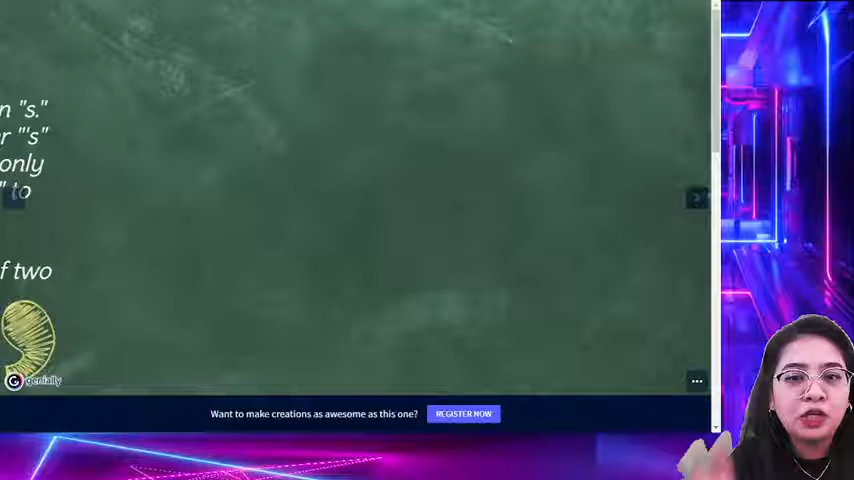 n "s."
r "'s"
only
" to
f two
genially
Want to make creations as awesome as this one? REGISTER NOW